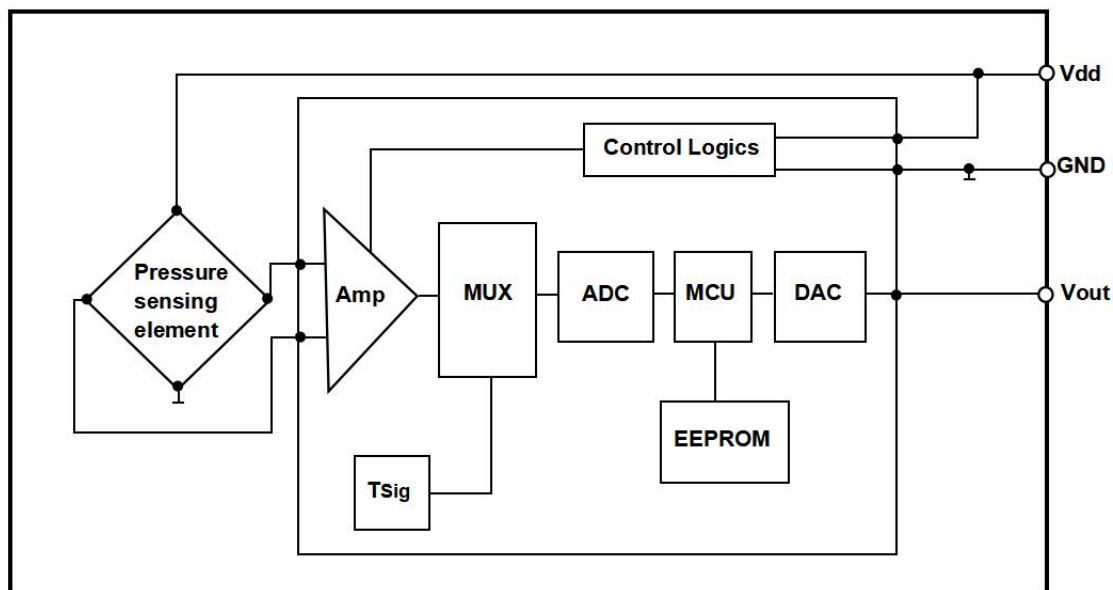 Vdd
Control Logics
GND
Pressure
sensing
element
Amp
MUX
ADC
MCU
DAC
Vout
EEPROM
Tsig